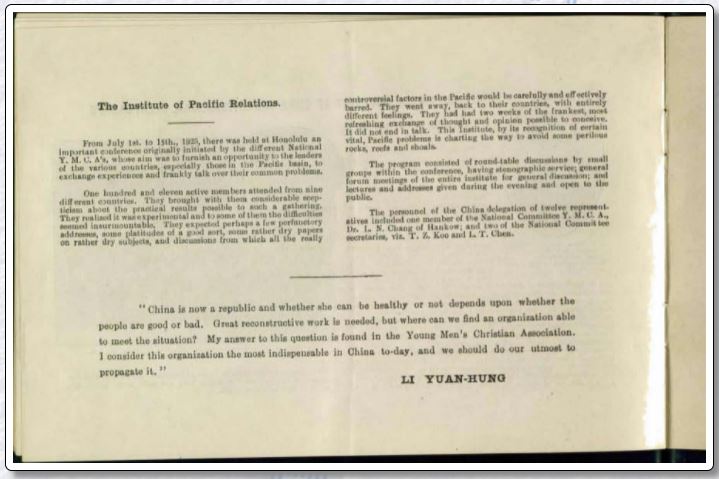 The Institute of Pacific Relations.
From July 1st. to 15th., 1925, there was held at Honolulu an
important conference originally initiated by the different National
Y. M. C. A's, whose aim was to furnish an opportunity to the leaders
of the various countries, especially those in the Pacific basin, to
exchange experiences and frankly talk over their common problems.
One hundred and eleven active members attended from nine
different countries. They brought with them considerable scep-
ticism about the practical results possible to such a gathering.
They realized it was experimental and to some of them the difficulties
seemed insurmountable. They expected perhaps a few perfunctory
addresses, some platitudes of a good sort, some rather dry papers
on rather dry subjects, and discussions from which all the really
controversial factors in the Pacific would be carefully and effectively
barred. They went away, back to their countries, with entirely
different feelings. They had had two weeks of the frankest, most
refreshing exchange of thought and opinion possible to conceive.
It did not end in talk. This Institute, by its recognition of certain
vital, Pacific problems is charting the way to avoid some perilous
rocks, reefs and shoals.
The program consisted of round-table discussions by small
groups within the conference, having stenographic service; general
forum meetings of the entire institute for general discussion; and
lectures and addresses given during the evening and open to the
public.
The personnel of the China delegation of twelve represent-
atives included one member of the National Committee Y. M. C. A.,
Dr. L. N. Chang of Hankow; and two of the National Committee
secretaries, viz. T. Z. Koo and L. T. Chen.
"China is now a republic and whether she can be healthy or not depends upon whether the
people are good or bad. Great reconstructive work is needed, but where can we find an organization able
to meet the situation? My answer to this question is found in the Young Men's Christian Association.
I consider this organization the most indispensable in China to-day, and we should do our utmost to
propagate it."
LI YUAN-HUNG